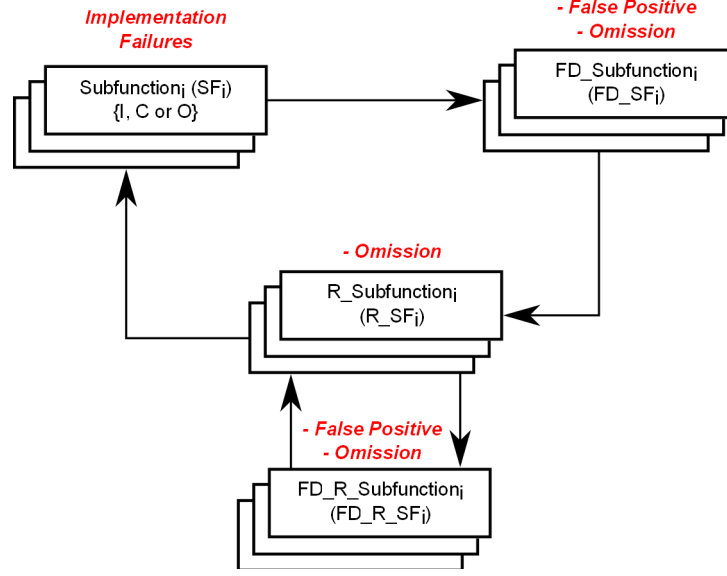 Implementation
Failures
Subfunctionᵢ (SFᵢ)
{I, C or O}
- False Positive
- Omission
FD_Subfunctionᵢ
(FD_SFᵢ)
- Omission
R_Subfunctionᵢ
(R_SFᵢ)
- False Positive
- Omission
FD_R_Subfunctionᵢ
(FD_R_SFᵢ)